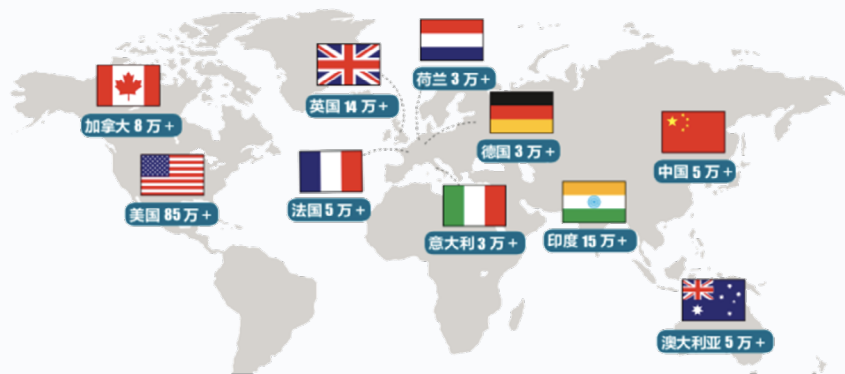 荷兰 3 万+
英国 14 万+
加拿大 8 万+
德国 3 万+
中国 5 万+
美国 85 万+
法国 5 万+
意大利 3 万+
印度 15 万+
澳大利亚 5 万+